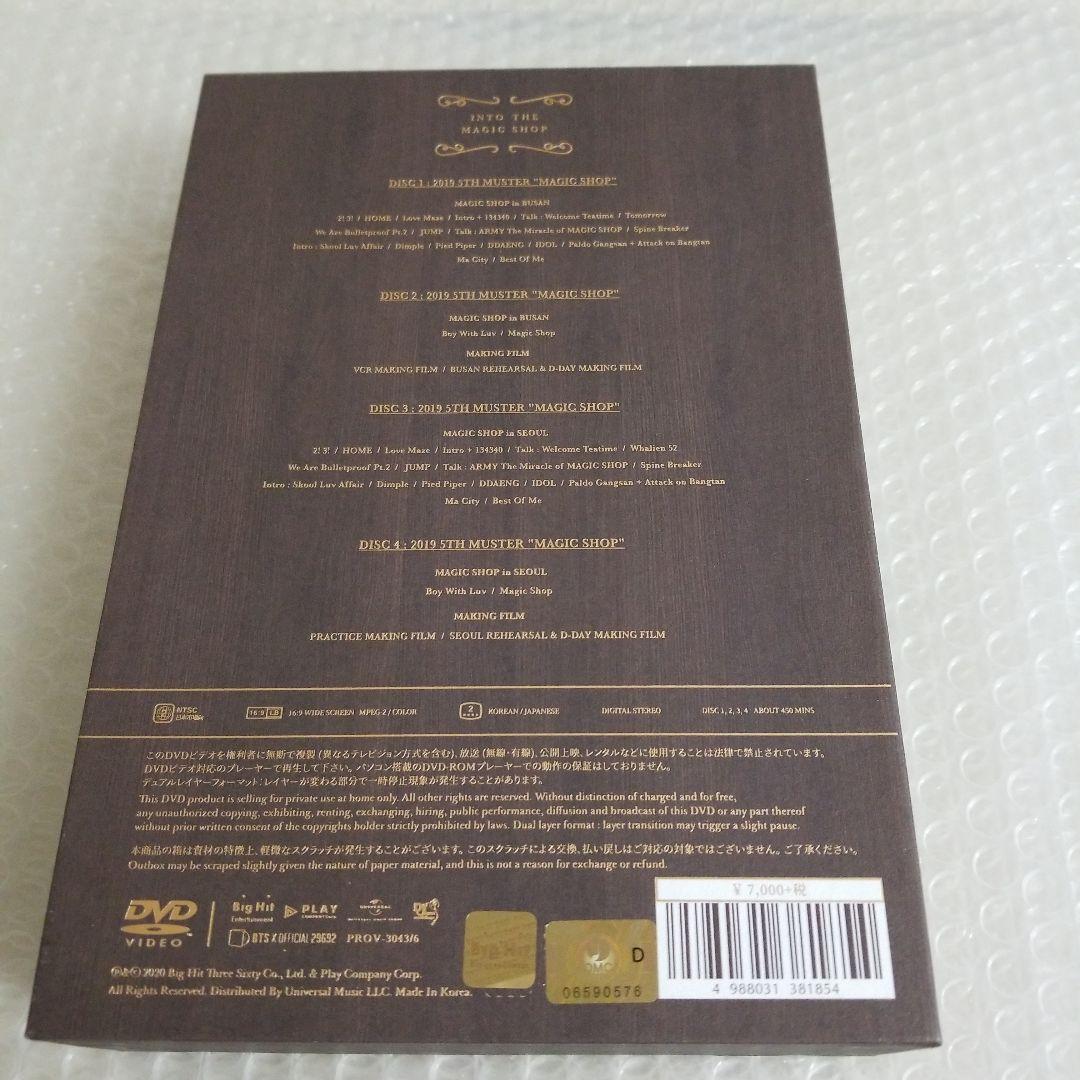 INTO THE
MAGIC SHOP
DISC 1 : 2019 5TH MUSTER "MAGIC SHOP"
MAGIC SHOP in BUSAN
2! 3! / HOME / Love Maze / Intro + 134340 / Talk : Welcome Teatime / Tomorrow
We Are Bulletproof Pt.2 / JUMP / Talk : ARMY The Miracle of MAGIC SHOP / Spine Breaker
Intro : Skool Luv Affair / Dimple / Pied Piper / DDAENG / IDOL / Paldo Gangsan + Attack on Bangtan
Ma City / Best Of Me
DISC 2 : 2019 5TH MUSTER "MAGIC SHOP"
MAGIC SHOP in BUSAN
Boy With Luv / Magic Shop
MAKING FILM
VCR MAKING FILM / BUSAN REHEARSAL & D-DAY MAKING FILM
DISC 3 : 2019 5TH MUSTER "MAGIC SHOP"
MAGIC SHOP in SEOUL
2! 3! / HOME / Love Maze / Intro + 134340 / Talk : Welcome Teatime / Whalien 52
We Are Bulletproof Pt.2 / JUMP / Talk : ARMY The Miracle of MAGIC SHOP / Spine Breaker
Intro : Skool Luv Affair / Dimple / Pied Piper / DDAENG / IDOL / Paldo Gangsan + Attack on Bangtan
Ma City / Best Of Me
DISC 4 : 2019 5TH MUSTER "MAGIC SHOP"
MAGIC SHOP in SEOUL
Boy With Luv / Magic Shop
MAKING FILM
PRACTICE MAKING FILM / SEOUL REHEARSAL & D-DAY MAKING FILM
NTSC 日本市場向 16:9 LB 16:9 WIDE SCREEN MPEG-2 / COLOR 2 KOREAN / JAPANESE DIGITAL STEREO DISC 1, 2, 3, 4 ABOUT 450 MINS
このDVDビデオを権利者に無断で複製(異なるテレビジョン方式を含む)、放送(無線・有線)、公開上映、レンタルなどに使用することは法律で禁止されています。
DVDビデオ対応のプレーヤーで再生して下さい。パソコン搭載のDVD-ROMプレーヤーでの動作の保証はしておりません。
デュアルレイヤーフォーマット:レイヤーが変わる部分で一時停止現象が発生することがあります。
This DVD product is selling for private use at home only. All other rights are reserved. Without distinction of charged and for free,
any unauthorized copying, exhibiting, renting, exchanging, hiring, public performance, diffusion and broadcast of this DVD or any part thereof
without prior written consent of the copyrights holder strictly prohibited by laws. Dual layer format : layer transition may trigger a slight pause.
本商品の箱は資材の特徴上、軽微なスクラッチが発生することがございます。このスクラッチによる交換、払い戻しはご対応の対象ではございません。ご了承ください。
Outbox may be scraped slightly given the nature of paper material, and this is not a reason for exchange or refund.
¥ 7,000+税
DVD VIDEO Big Hit Entertainment PLAY COMPANY Corp. UNIVERSAL
BTS X OFFICIAL 29692 PROV-3043/6
Big Hit
D
06590576
4 988031 381854
℗&© 2020 Big Hit Three Sixty Co., Ltd. & Play Company Corp.
All Rights Reserved. Distributed By Universal Music LLC. Made In Korea.